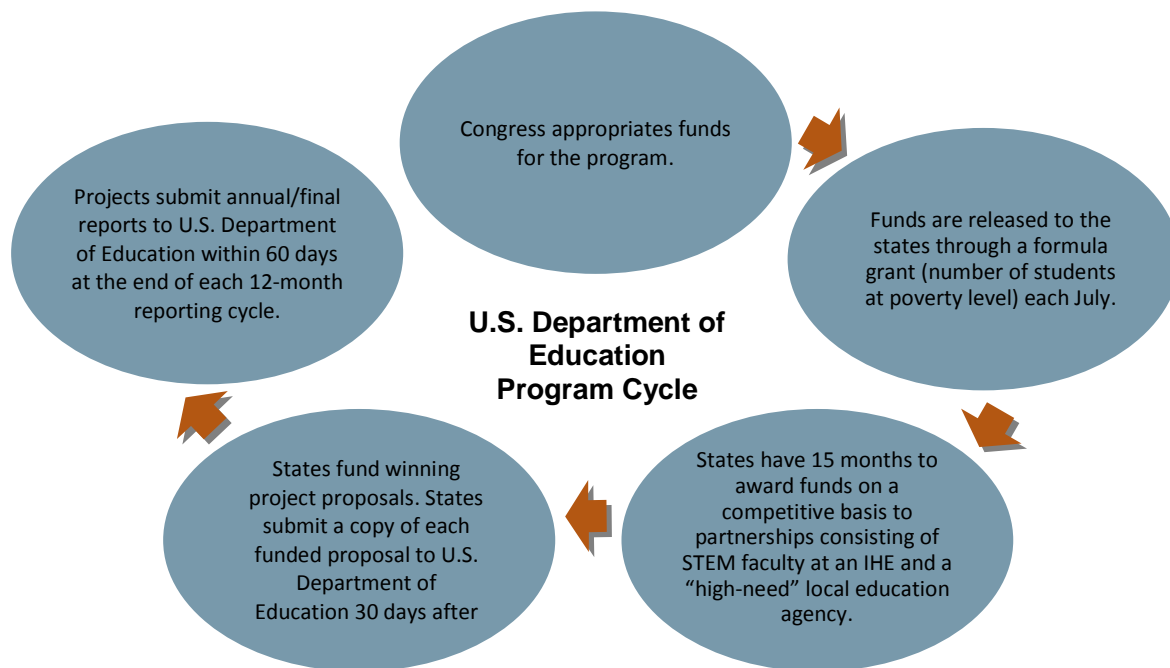 Congress appropriates funds
for the program.
Funds are released to the
states through a formula
grant (number of students
at poverty level) each July.
States have 15 months to
award funds on a
competitive basis to
partnerships consisting of
STEM faculty at an IHE and a
“high-need” local education
agency.
States fund winning
project proposals. States
submit a copy of each
funded proposal to U.S.
Department of
Education 30 days after
Projects submit annual/final
reports to U.S. Department
of Education within 60 days
at the end of each 12-month
reporting cycle.
U.S. Department of
Education
Program Cycle